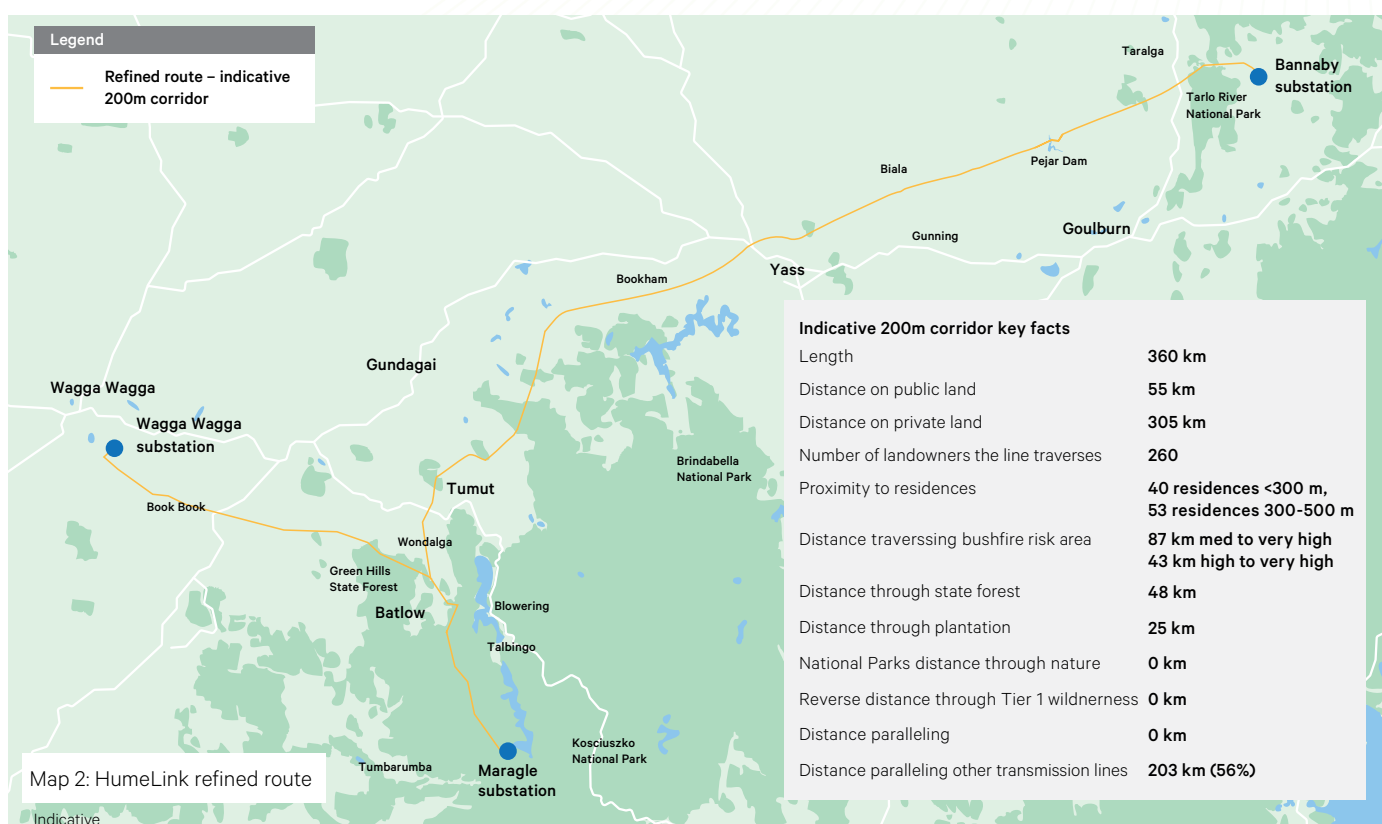 Legend
Refined route – indicative
200m corridor
Taralga
Bannaby
substation
Tarlo River
National Park
Pejar Dam
Biala
Goulburn
Gunning
Yass
Bookham
Gundagai
Wagga Wagga
Wagga Wagga
substation
Brindabella
National Park
Tumut
Book Book
Wondalga
Green Hills
State Forest
Batlow
Blowering
Talbingo
Kosciuszko
National Park
Tumbarumba
Maragle
substation
Indicative 200m corridor key facts
Length 360 km
Distance on public land 55 km
Distance on private land 305 km
Number of landowners the line traverses 260
Proximity to residences 40 residences <300 m,
53 residences 300-500 m
Distance traverssing bushfire risk area 87 km med to very high
43 km high to very high
Distance through state forest 48 km
Distance through plantation 25 km
National Parks distance through nature 0 km
Reverse distance through Tier 1 wildnerness 0 km
Distance paralleling 0 km
Distance paralleling other transmission lines 203 km (56%)
Map 2: HumeLink refined route
Indicative